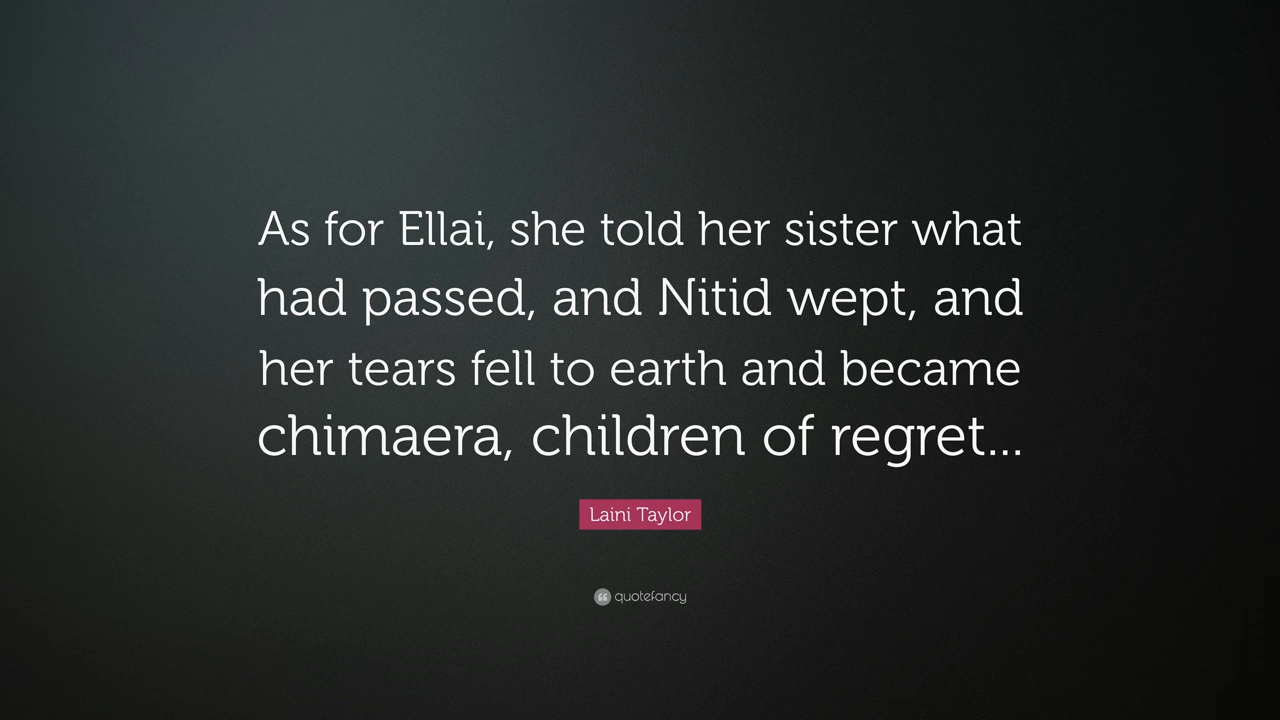 As for Ellai, she told her sister what
had passed, and Nitid wept, and
her tears fell to earth and became
chimaera, children of regret...
Laini Taylor
quotefancy